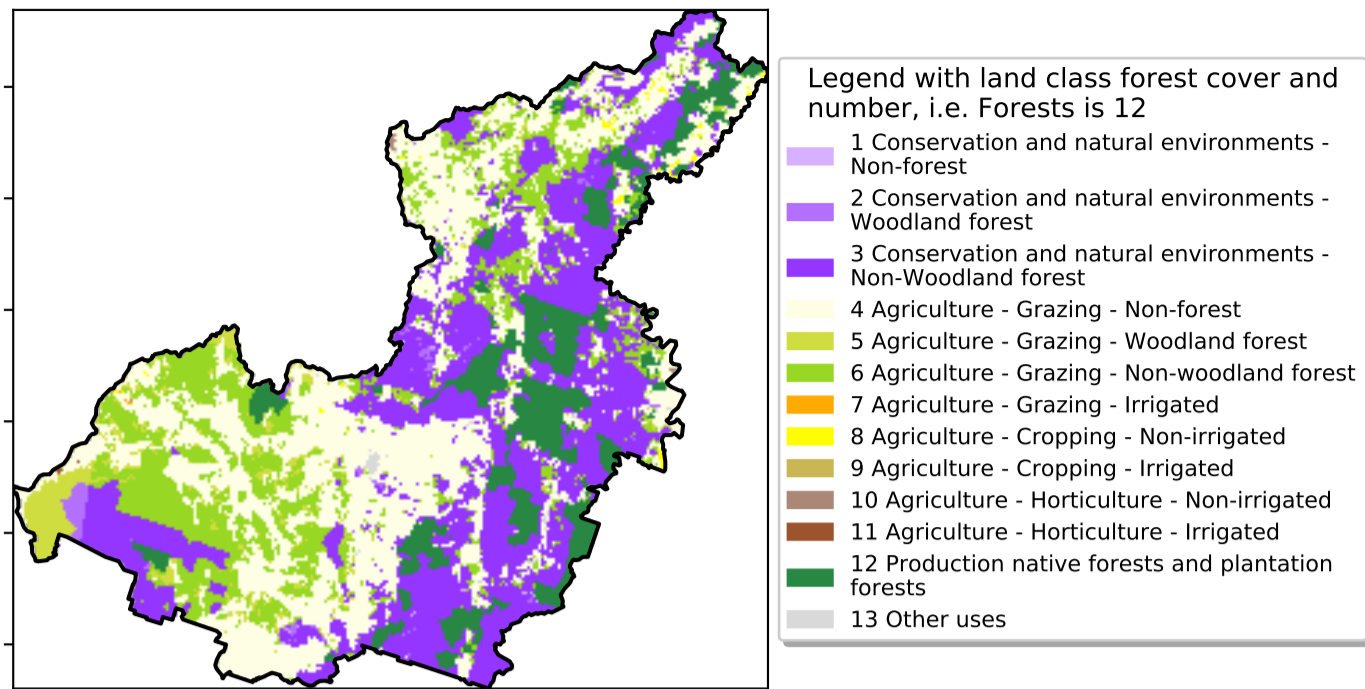 Legend with land class forest cover and
number, i.e. Forests is 12
1 Conservation and natural environments -
Non-forest
2 Conservation and natural environments -
Woodland forest
3 Conservation and natural environments -
Non-Woodland forest
4 Agriculture - Grazing - Non-forest
5 Agriculture - Grazing - Woodland forest
6 Agriculture - Grazing - Non-woodland forest
7 Agriculture - Grazing - Irrigated
8 Agriculture - Cropping - Non-irrigated
9 Agriculture - Cropping - Irrigated
10 Agriculture - Horticulture - Non-irrigated
11 Agriculture - Horticulture - Irrigated
12 Production native forests and plantation
forests
13 Other uses